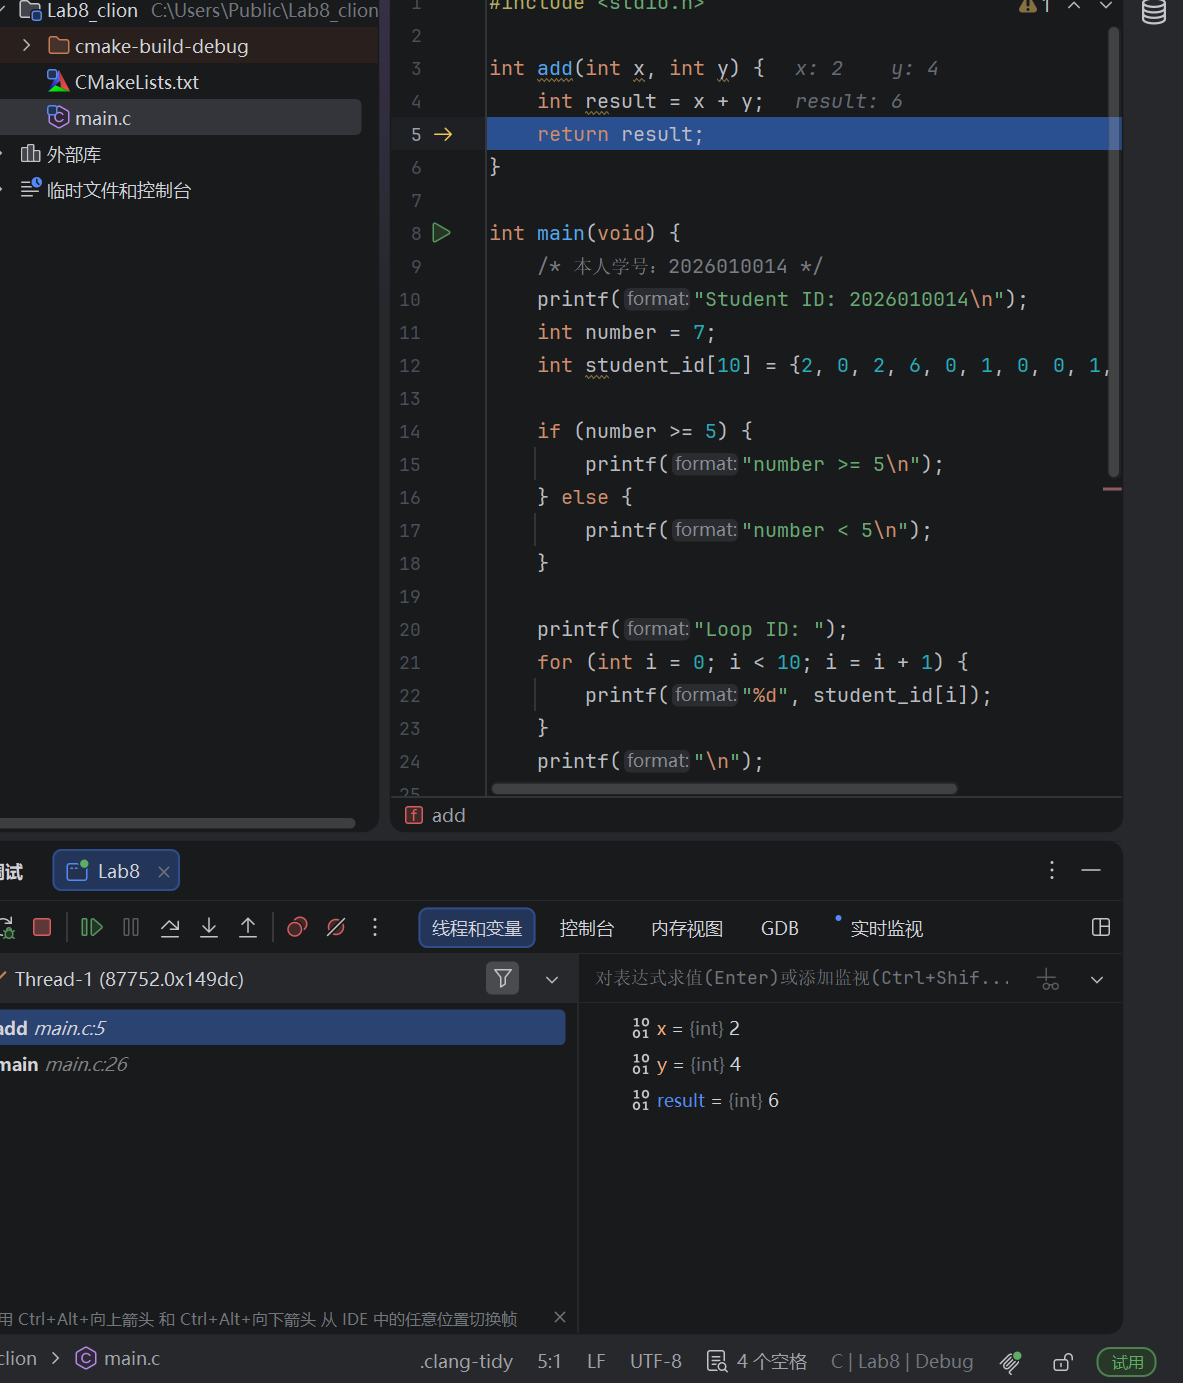 Lab8_clion C:\Users\Public\Lab8_clion
cmake-build-debug
CMakeLists.txt
main.c
外部库
临时文件和控制台
1 #include <stdio.h>
1
2
3 int add(int x, int y) { x: 2 y: 4
4 int result = x + y; result: 6
5 return result;
6 }
7
8 int main(void) {
9 /* 本人学号：2026010014 */
10 printf(format: "Student ID: 2026010014\n");
11 int number = 7;
12 int student_id[10] = {2, 0, 2, 6, 0, 1, 0, 0, 1,
13
14 if (number >= 5) {
15 printf(format: "number >= 5\n");
16 } else {
17 printf(format: "number < 5\n");
18 }
19
20 printf(format: "Loop ID: ");
21 for (int i = 0; i < 10; i = i + 1) {
22 printf(format: "%d", student_id[i]);
23 }
24 printf(format: "\n");
25
f add
调试 Lab8
线程和变量 控制台 内存视图 GDB 实时监视
Thread-1 (87752.0x149dc)
对表达式求值(Enter)或添加监视(Ctrl+Shif...
add main.c:5
main main.c:26
x = {int} 2
y = {int} 4
result = {int} 6
用 Ctrl+Alt+向上箭头 和 Ctrl+Alt+向下箭头 从 IDE 中的任意位置切换帧
clion > main.c
.clang-tidy 5:1 LF UTF-8 4 个空格 C | Lab8 | Debug 试用